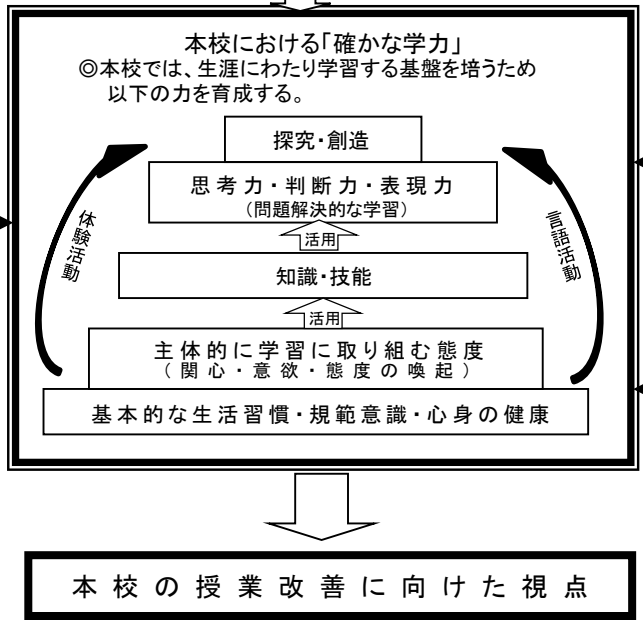 本校における「確かな学力」
◎本校では、生涯にわたり学習する基盤を培うため
以下の力を育成する。
探究・創造
思考力・判断力・表現力
(問題解決的な学習)
体験活動
言語活動
活用
知識・技能
活用
主体的に学習に取り組む態度
(関心・意欲・態度の喚起)
基本的な生活習慣・規範意識・心身の健康
本校の授業改善に向けた視点